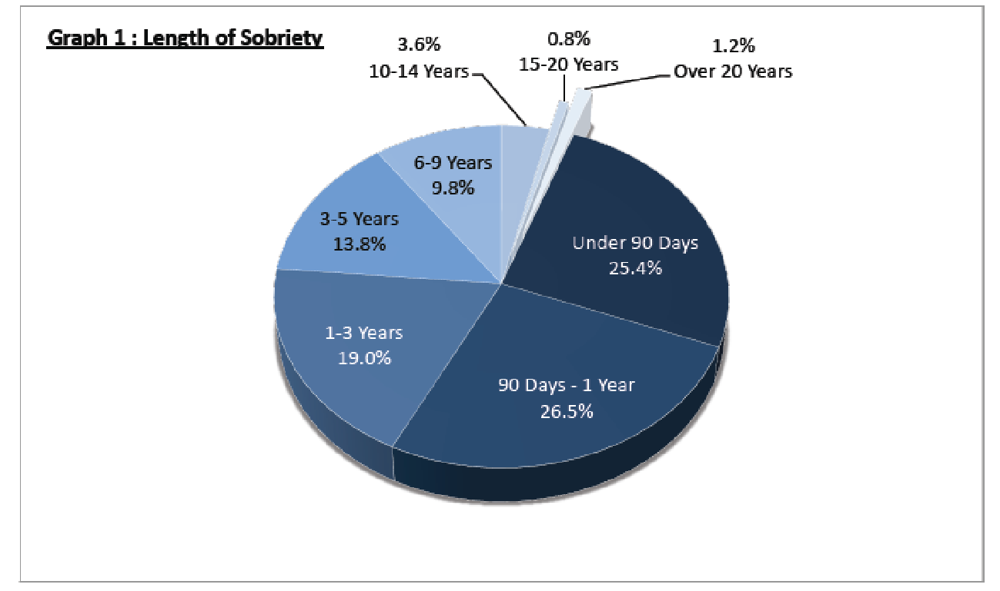 Graph 1 : Length of Sobriety
3.6%
10-14 Years
0.8%
15-20 Years
1.2%
Over 20 Years
6-9 Years
9.8%
3-5 Years
13.8%
Under 90 Days
25.4%
1-3 Years
19.0%
90 Days - 1 Year
26.5%